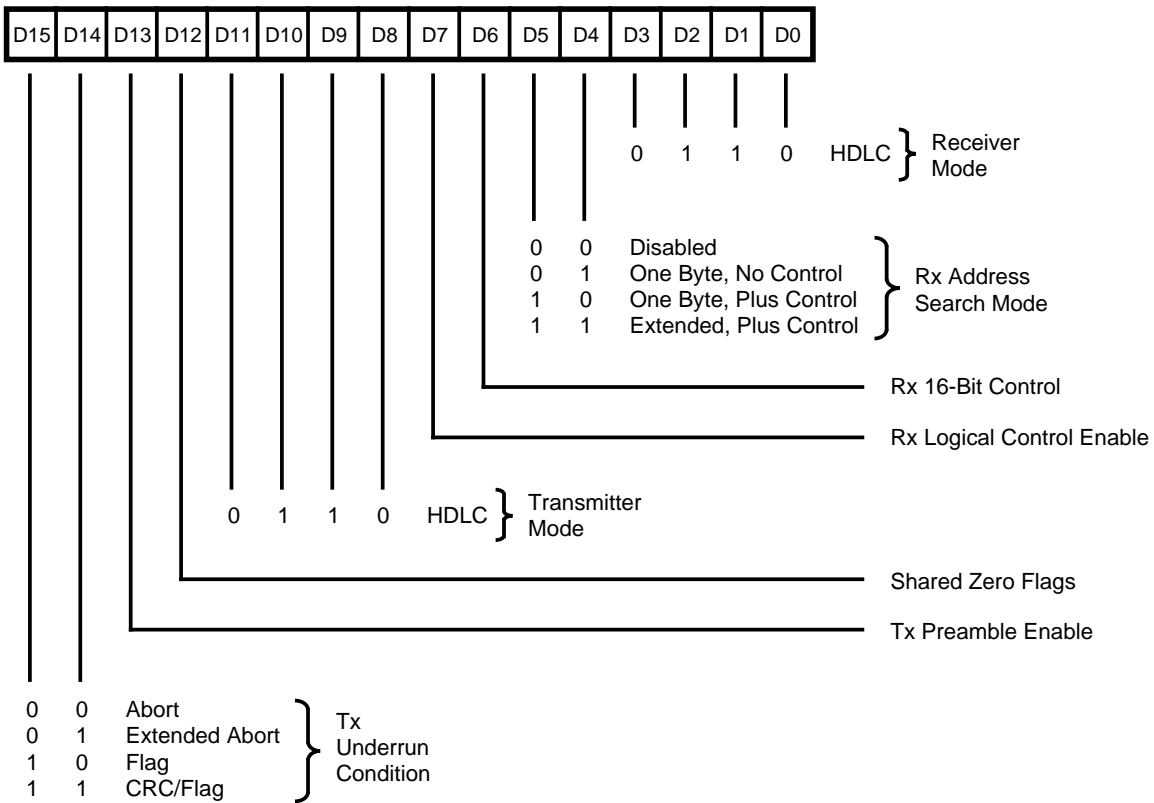 D15 D14 D13 D12 D11 D10 D9 D8 D7 D6 D5 D4 D3 D2 D1 D0
0 1 1 0 HDLC Receiver
Mode
0 0 Disabled
0 1 One Byte, No Control
1 0 One Byte, Plus Control
1 1 Extended, Plus Control
Rx Address
Search Mode
Rx 16-Bit Control
Rx Logical Control Enable
0 1 1 0 HDLC Transmitter
Mode
Shared Zero Flags
Tx Preamble Enable
0 0 Abort
0 1 Extended Abort
1 0 Flag
1 1 CRC/Flag
Tx
Underrun
Condition